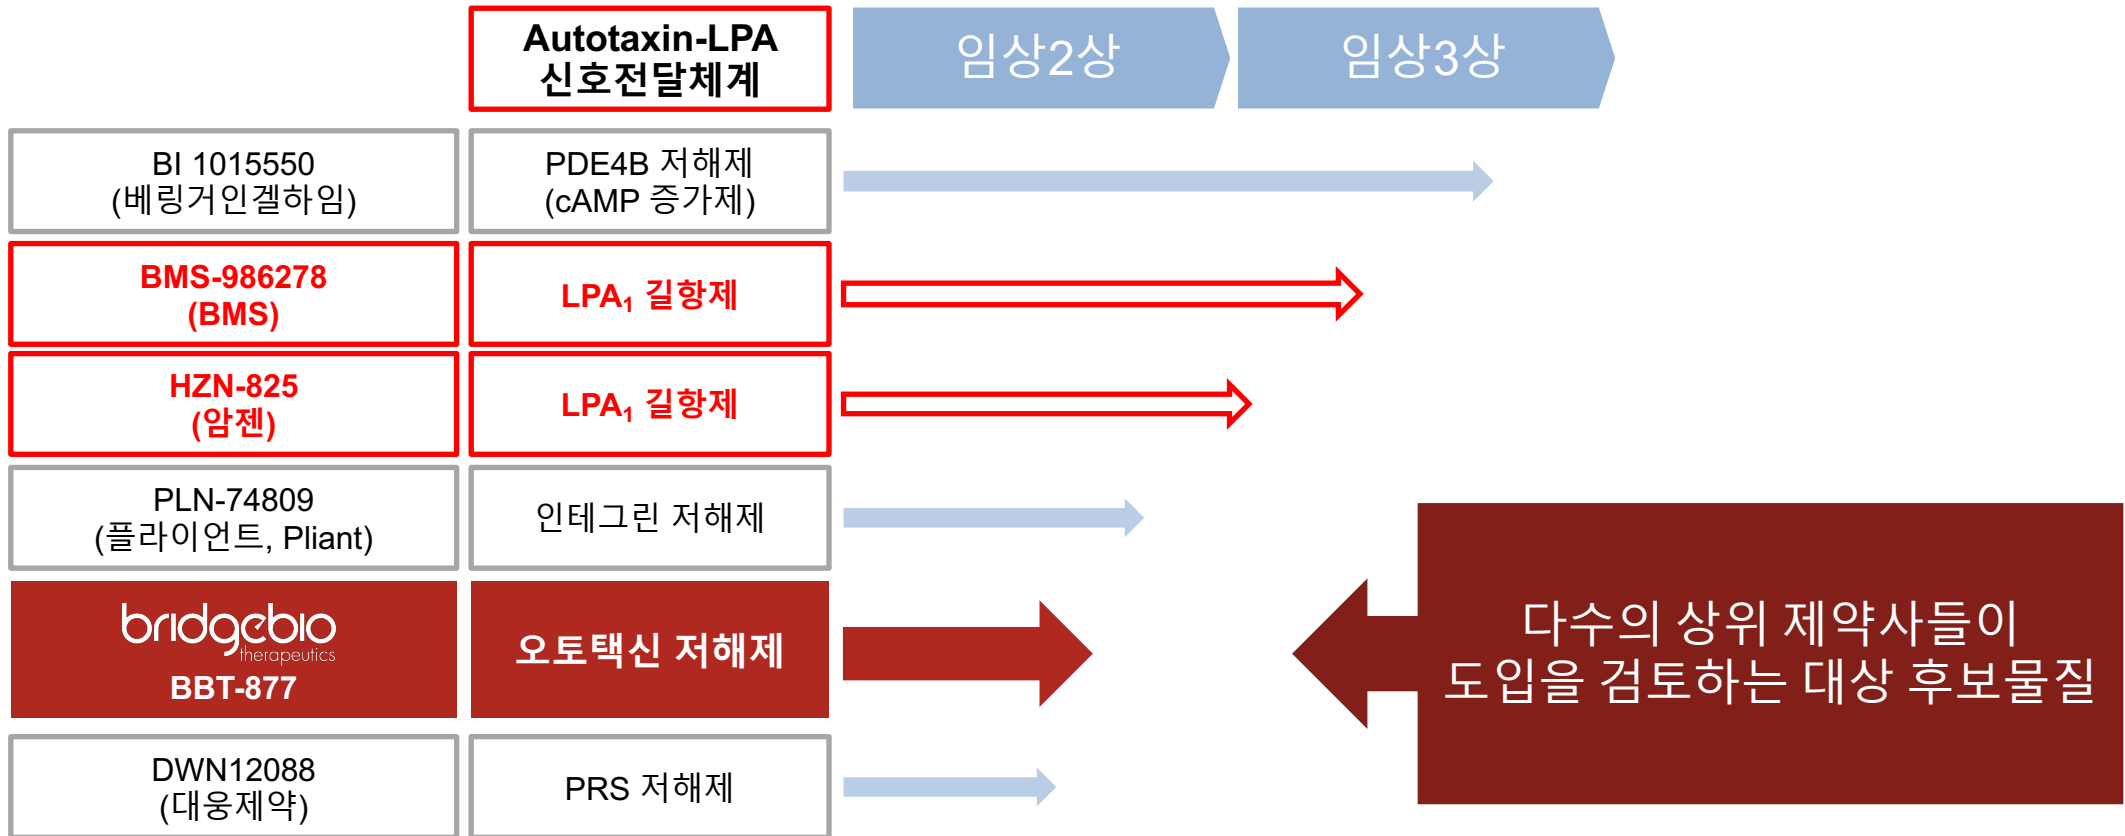 Autotaxin-LPA
신호전달체계
임상2상
임상3상
BI 1015550
(베링거인겔하임)
PDE4B 저해제
(cAMP 증가제)
BMS-986278
(BMS)
LPA₁ 길항제
HZN-825
(암젠)
LPA₁ 길항제
PLN-74809
(플라이언트, Pliant)
인테그린 저해제
bridgebio
therapeutics
BBT-877
오토택신 저해제
다수의 상위 제약사들이
도입을 검토하는 대상 후보물질
DWN12088
(대웅제약)
PRS 저해제